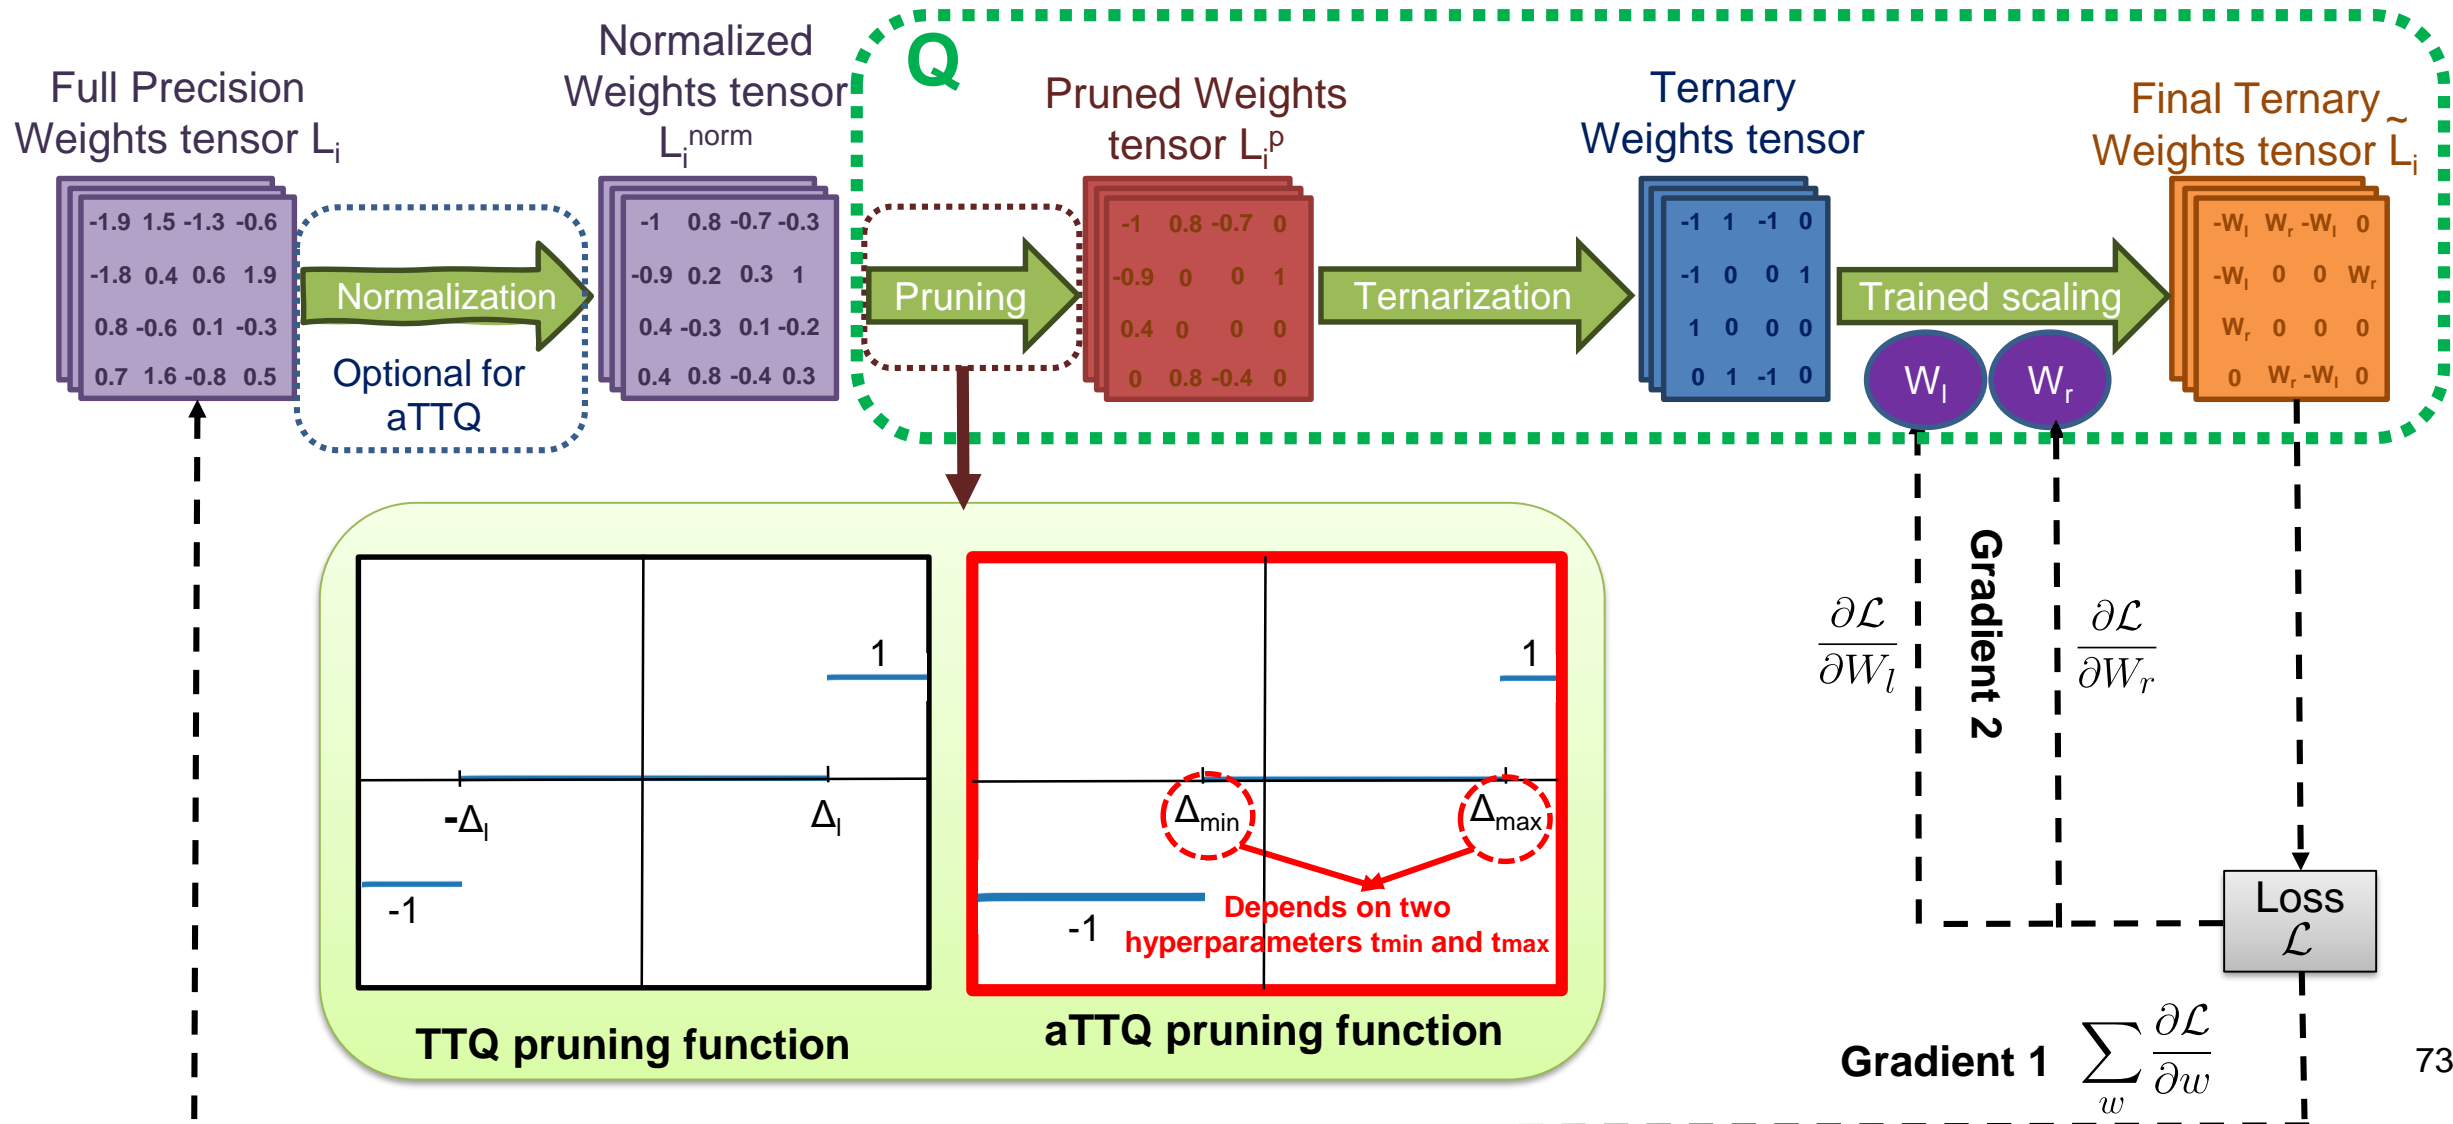 Full Precision
Weights tensor Li
-1.9 1.5 -1.3 -0.6
-1.8 0.4 0.6 1.9
0.8 -0.6 0.1 -0.3
0.7 1.6 -0.8 0.5
Normalization
Optional for
aTTQ
Normalized
Weights tensor
Li^norm
-1 0.8 -0.7 -0.3
-0.9 0.2 0.3 1
0.4 -0.3 0.1 -0.2
0.4 0.8 -0.4 0.3
Q
Pruning
Pruned Weights
tensor Li^p
-1 0.8 -0.7 0
-0.9 0 0 1
0.4 0 0 0
0 0.8 -0.4 0
Ternarization
Ternary
Weights tensor
-1 1 -1 0
-1 0 0 1
1 0 0 0
0 1 -1 0
Trained scaling
Wl Wr
Final Ternary
Weights tensor L̃i
-Wl Wr -Wl 0
-Wl 0 0 Wr
Wr 0 0 0
0 Wr -Wl 0
1
-Δl Δl
-1
TTQ pruning function
1
Δmin Δmax
-1
Depends on two
hyperparameters tmin and tmax
aTTQ pruning function
∂ℒ/∂Wl
Gradient 2
∂ℒ/∂Wr
Loss
ℒ
Gradient 1 ∑w ∂ℒ/∂w
73